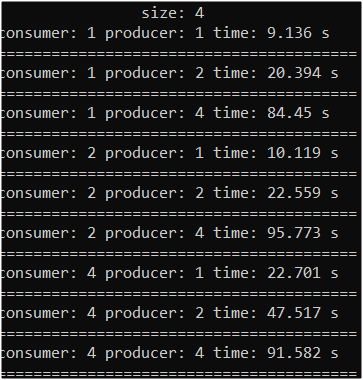 size: 4
consumer: 1 producer: 1 time: 9.136 s
==========================================
consumer: 1 producer: 2 time: 20.394 s
==========================================
consumer: 1 producer: 4 time: 84.45 s
==========================================
consumer: 2 producer: 1 time: 10.119 s
==========================================
consumer: 2 producer: 2 time: 22.559 s
==========================================
consumer: 2 producer: 4 time: 95.773 s
==========================================
consumer: 4 producer: 1 time: 22.701 s
==========================================
consumer: 4 producer: 2 time: 47.517 s
==========================================
consumer: 4 producer: 4 time: 91.582 s
==========================================